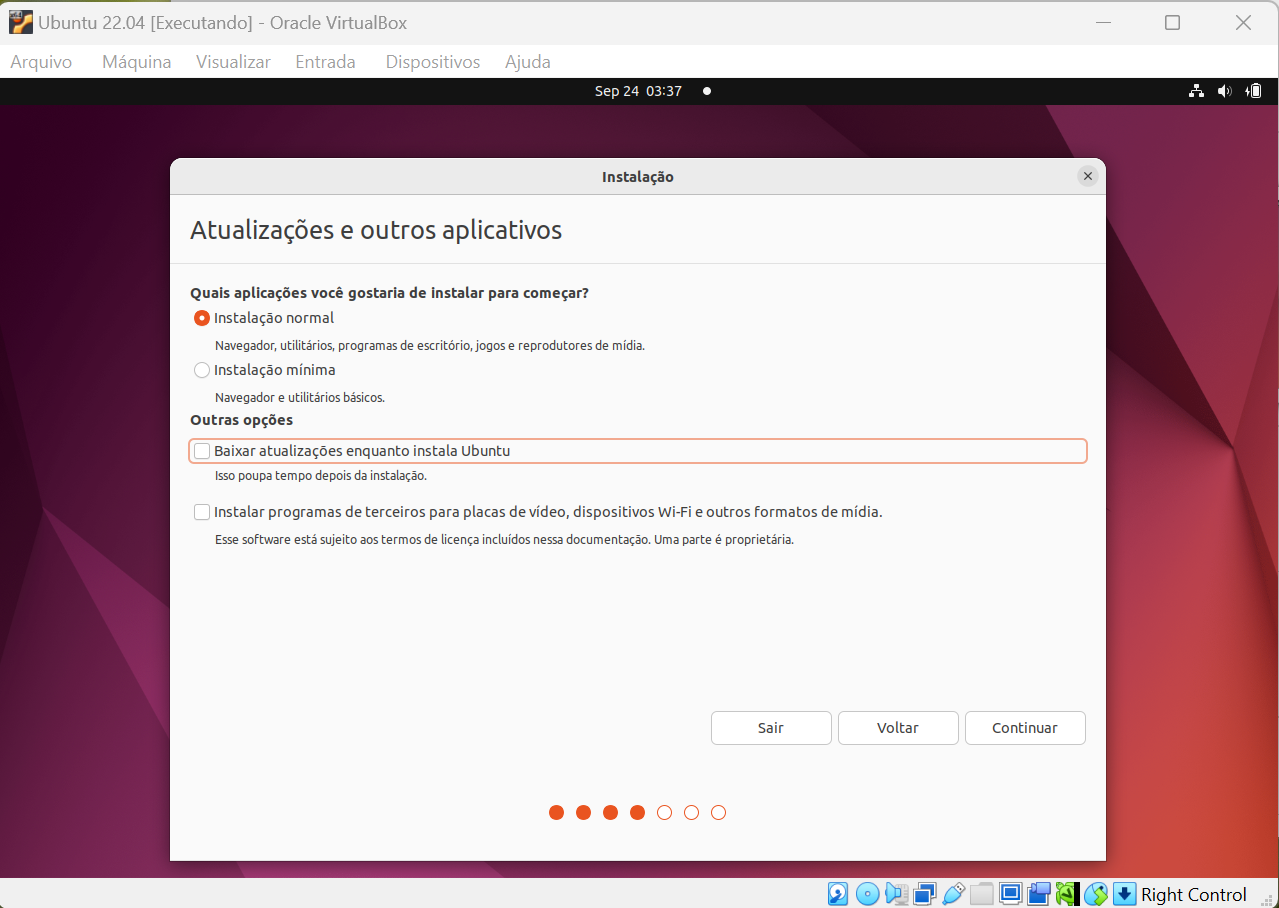 Ubuntu 22.04 [Executando] - Oracle VirtualBox
Arquivo Máquina Visualizar Entrada Dispositivos Ajuda
Sep 24 03:37
Instalação
Atualizações e outros aplicativos
Quais aplicações você gostaria de instalar para começar?
Instalação normal
Navegador, utilitários, programas de escritório, jogos e reprodutores de mídia.
Instalação mínima
Navegador e utilitários básicos.
Outras opções
Baixar atualizações enquanto instala Ubuntu
Isso poupa tempo depois da instalação.
Instalar programas de terceiros para placas de vídeo, dispositivos Wi-Fi e outros formatos de mídia.
Esse software está sujeito aos termos de licença incluídos nessa documentação. Uma parte é proprietária.
Sair Voltar Continuar
Right Control